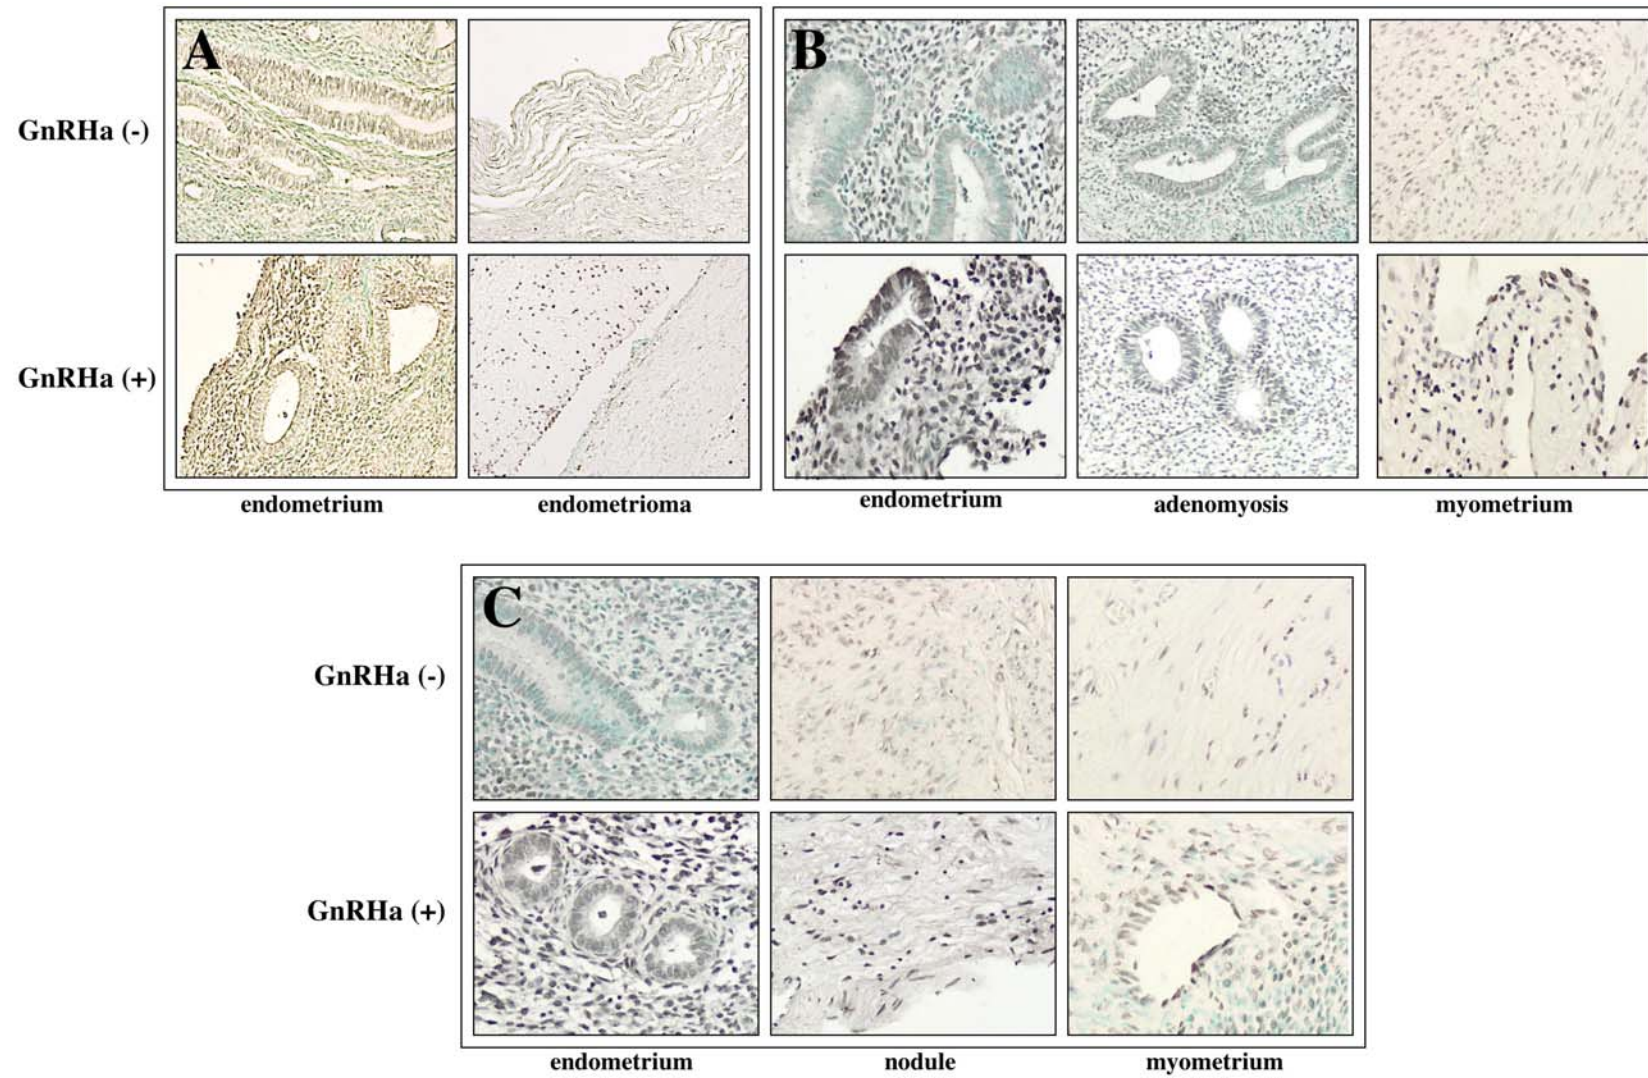 A
B
GnRHa (-)
GnRHa (+)
endometrium
endometrioma
endometrium
adenomyosis
myometrium
C
GnRHa (-)
GnRHa (+)
endometrium
nodule
myometrium